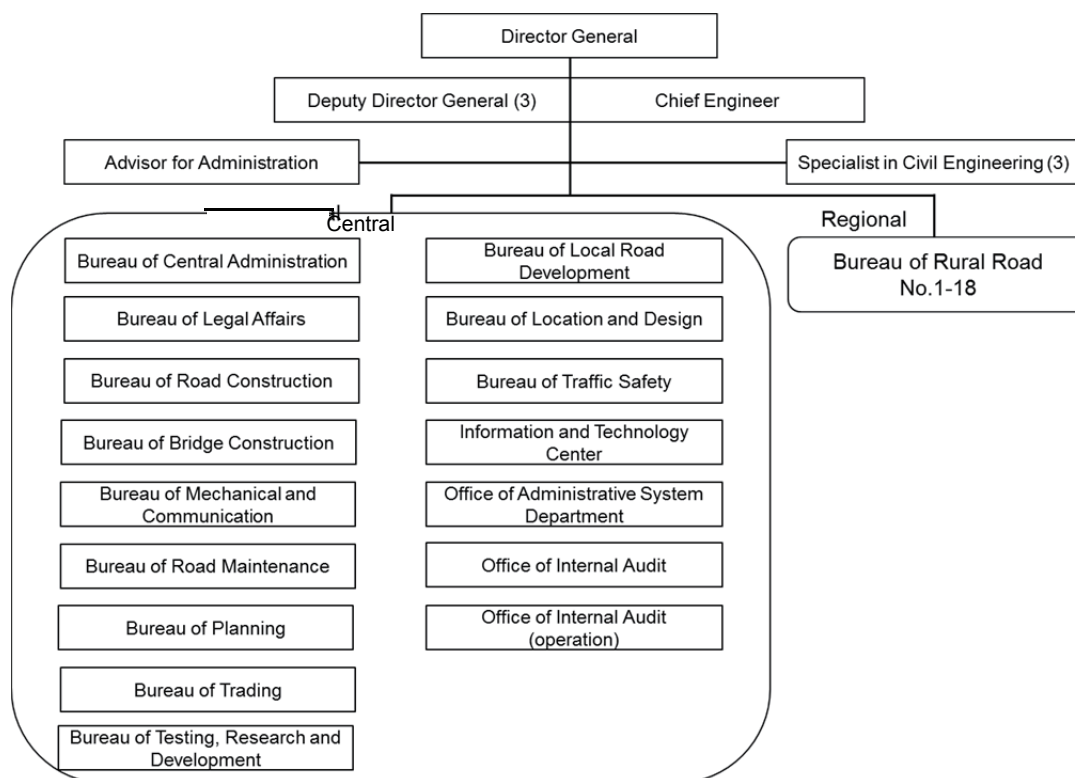 Director General
Deputy Director General (3)
Chief Engineer
Advisor for Administration
Specialist in Civil Engineering (3)
Central
Regional
Bureau of Central Administration
Bureau of Legal Affairs
Bureau of Road Construction
Bureau of Bridge Construction
Bureau of Mechanical and
Communication
Bureau of Road Maintenance
Bureau of Planning
Bureau of Trading
Bureau of Testing, Research and
Development
Bureau of Local Road
Development
Bureau of Location and Design
Bureau of Traffic Safety
Information and Technology
Center
Office of Administrative System
Department
Office of Internal Audit
Office of Internal Audit
(operation)
Bureau of Rural Road
No.1-18